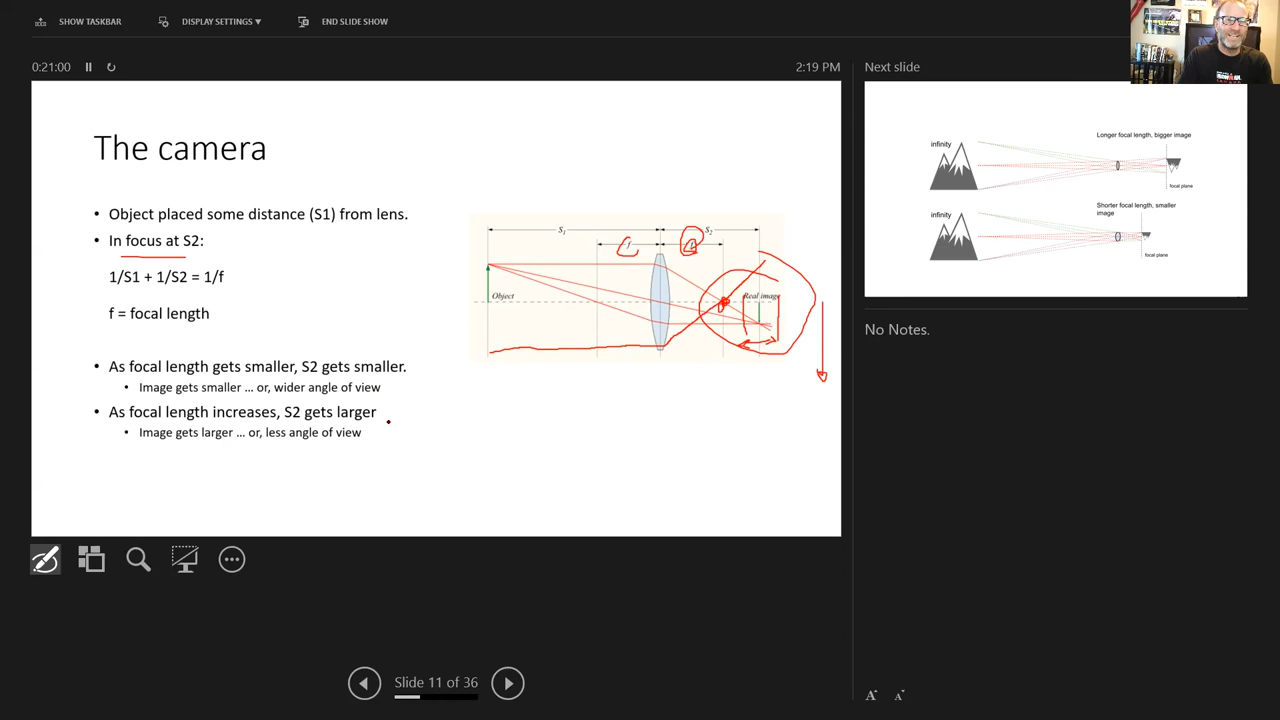 SHOW TASKBAR
DISPLAY SETTINGS ▾
END SLIDE SHOW
0:21:00
2:19 PM
Next slide
The camera
• Object placed some distance (S1) from lens.
• In focus at S2:
1/S1 + 1/S2 = 1/f
f = focal length
• As focal length gets smaller, S2 gets smaller.
• Image gets smaller ... or, wider angle of view
• As focal length increases, S2 gets larger
• Image gets larger ... or, less angle of view
S1
S2
f
Object
Real image
Longer focal length, bigger image
infinity
focal plane
Shorter focal length, smaller
image
infinity
focal plane
No Notes.
Slide 11 of 36
A A